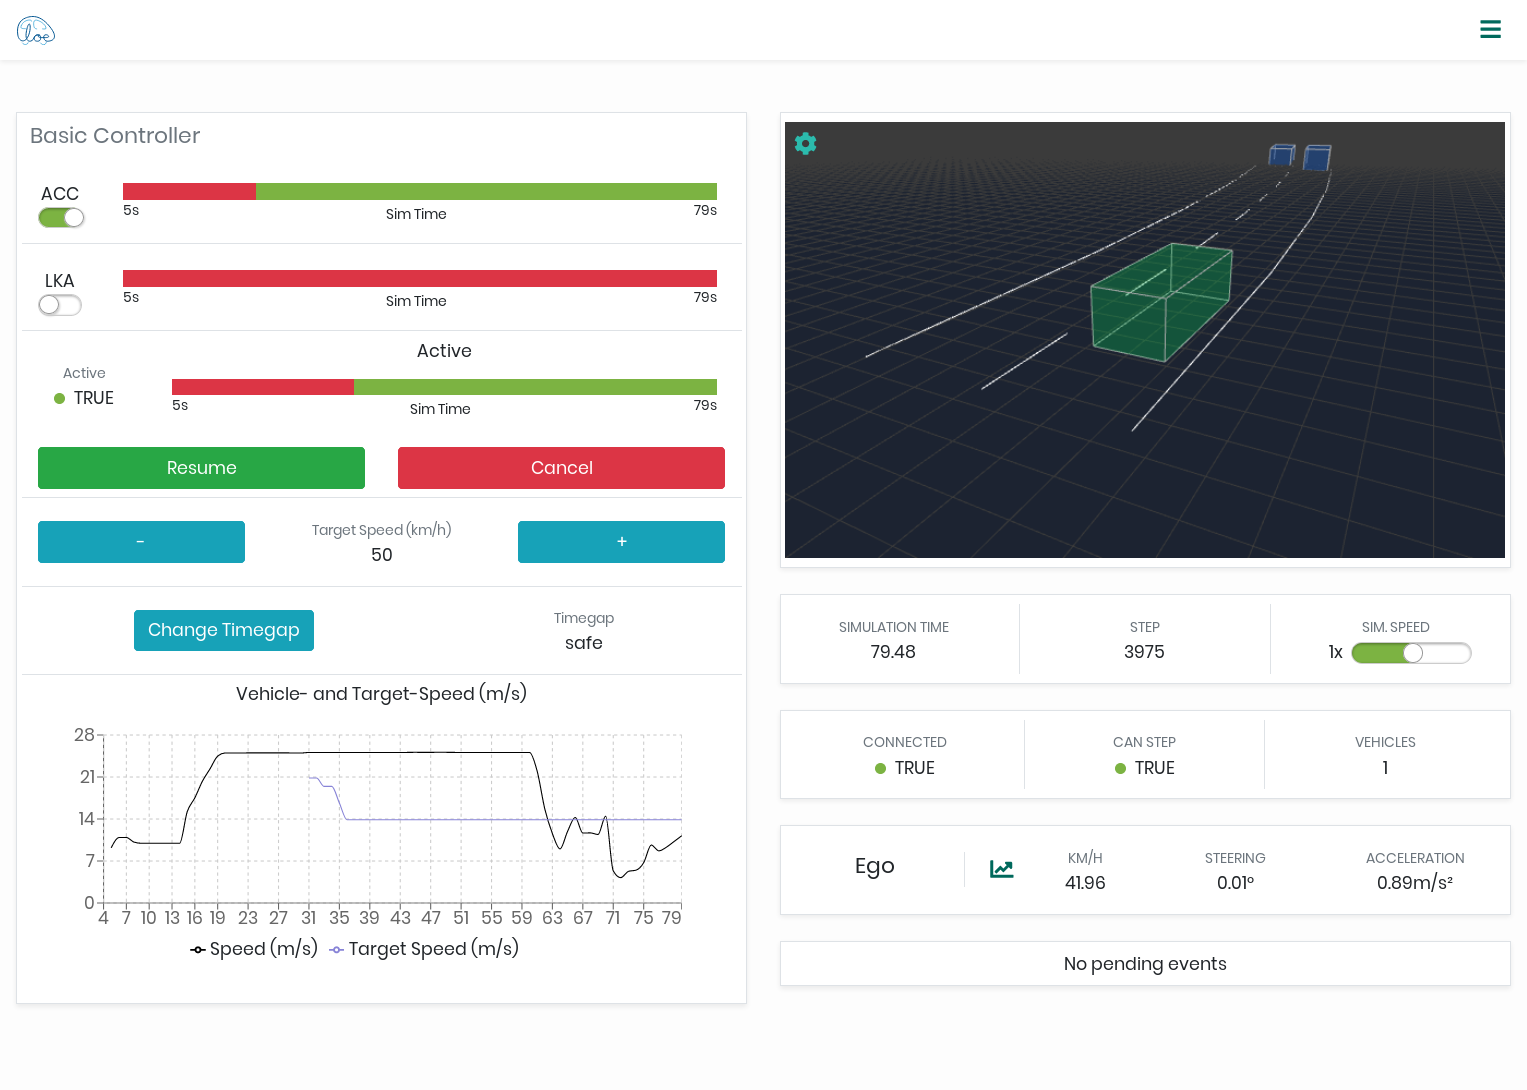 loe
Basic Controller
ACC
5s Sim Time 79s
LKA
5s Sim Time 79s
Active
Active
TRUE
5s Sim Time 79s
Resume Cancel
- Target Speed (km/h) +
50
Change Timegap Timegap
safe
Vehicle- and Target-Speed (m/s)
28
21
14
7
0
4 7 10 13 16 19 23 27 31 35 39 43 47 51 55 59 63 67 71 75 79
Speed (m/s) Target Speed (m/s)
SIMULATION TIME STEP SIM. SPEED
79.48 3975 1x
CONNECTED CAN STEP VEHICLES
TRUE TRUE 1
Ego KM/H STEERING ACCELERATION
41.96 0.01° 0.89m/s²
No pending events